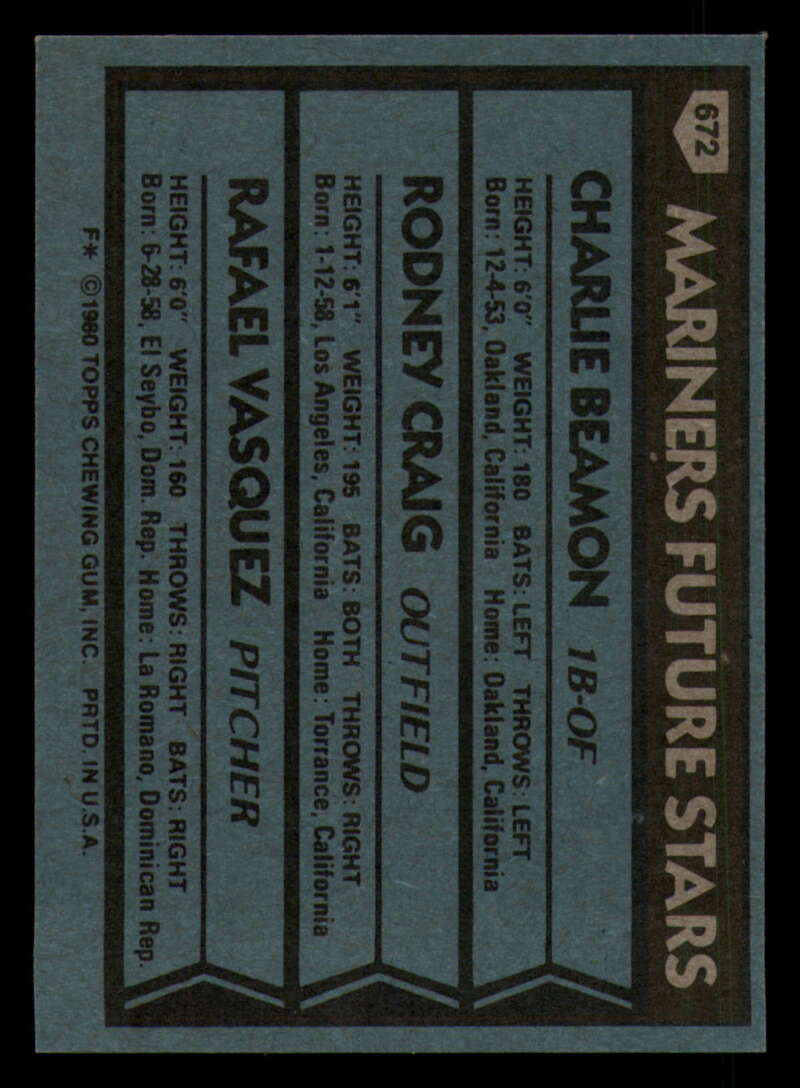 672
MARINERS FUTURE STARS
CHARLIE BEAMON 1B-OF
HEIGHT: 6'0" WEIGHT: 180 BATS: LEFT THROWS: LEFT
Born: 12-4-53, Oakland, California Home: Oakland, California
RODNEY CRAIG OUTFIELD
HEIGHT: 6'1" WEIGHT: 195 BATS: BOTH THROWS: RIGHT
Born: 1-12-58, Los Angeles, California Home: Torrance, California
RAFAEL VASQUEZ PITCHER
HEIGHT: 6'0" WEIGHT: 160 THROWS: RIGHT BATS: RIGHT
Born: 6-28-58, El Seybo, Dom. Rep. Home: La Romano, Dominican Rep.
F* ©1980 TOPPS CHEWING GUM, INC. PRTD. IN U.S.A.